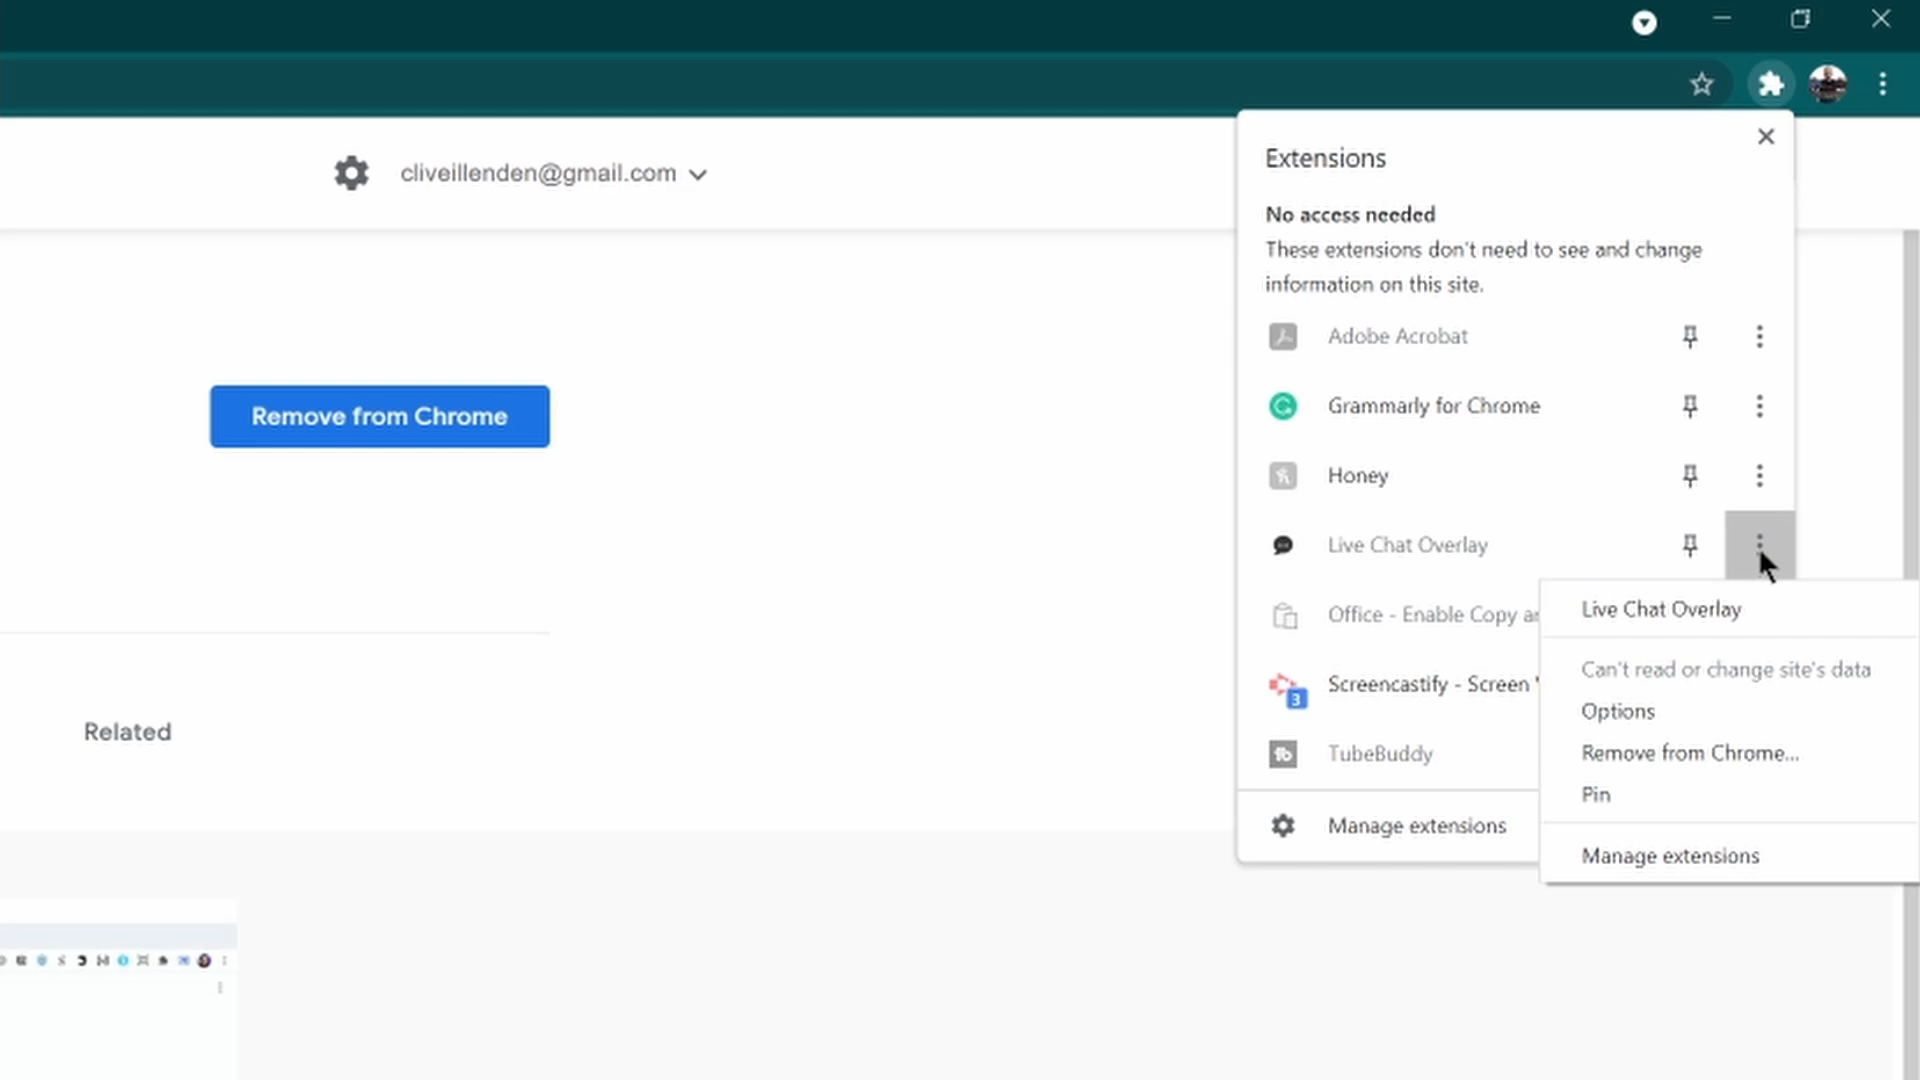 cliveillenden@gmail.com
Extensions
No access needed
These extensions don't need to see and change
information on this site.
Adobe Acrobat
Remove from Chrome
Grammarly for Chrome
Honey
Live Chat Overlay
Live Chat Overlay
Office - Enable Copy
Can't read or change site's data
Screencastify - Screen
3
Options
Related
TubeBuddy
tb
Remove from Chrome...
Pin
Manage extensions
Manage extensions